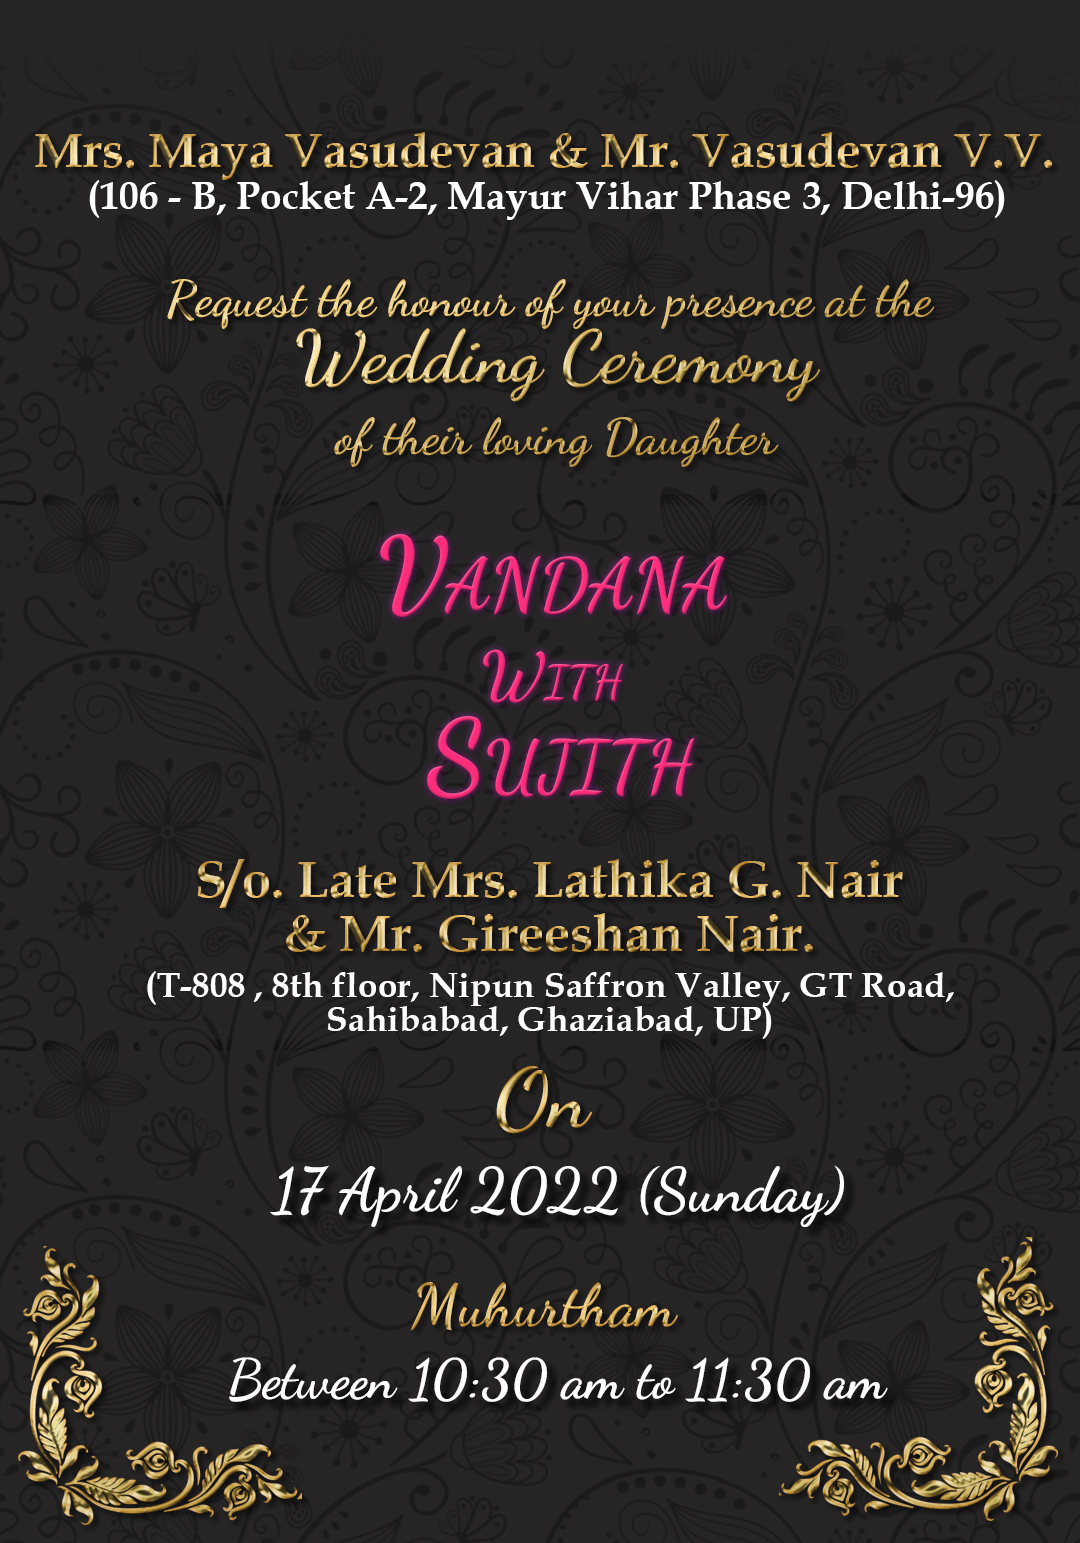 Mrs. Maya Vasudevan & Mr. Vasudevan V.V.
(106 - B, Pocket A-2, Mayur Vihar Phase 3, Delhi-96)
Request the honour of your presence at the
Wedding Ceremony
of their loving Daughter
VANDANA
WITH
SUJITH
S/o. Late Mrs. Lathika G. Nair
& Mr. Gireeshan Nair.
(T-808 , 8th floor, Nipun Saffron Valley, GT Road,
Sahibabad, Ghaziabad, UP)
On
17 April 2022 (Sunday)
Muhurtham
Between 10:30 am to 11:30 am